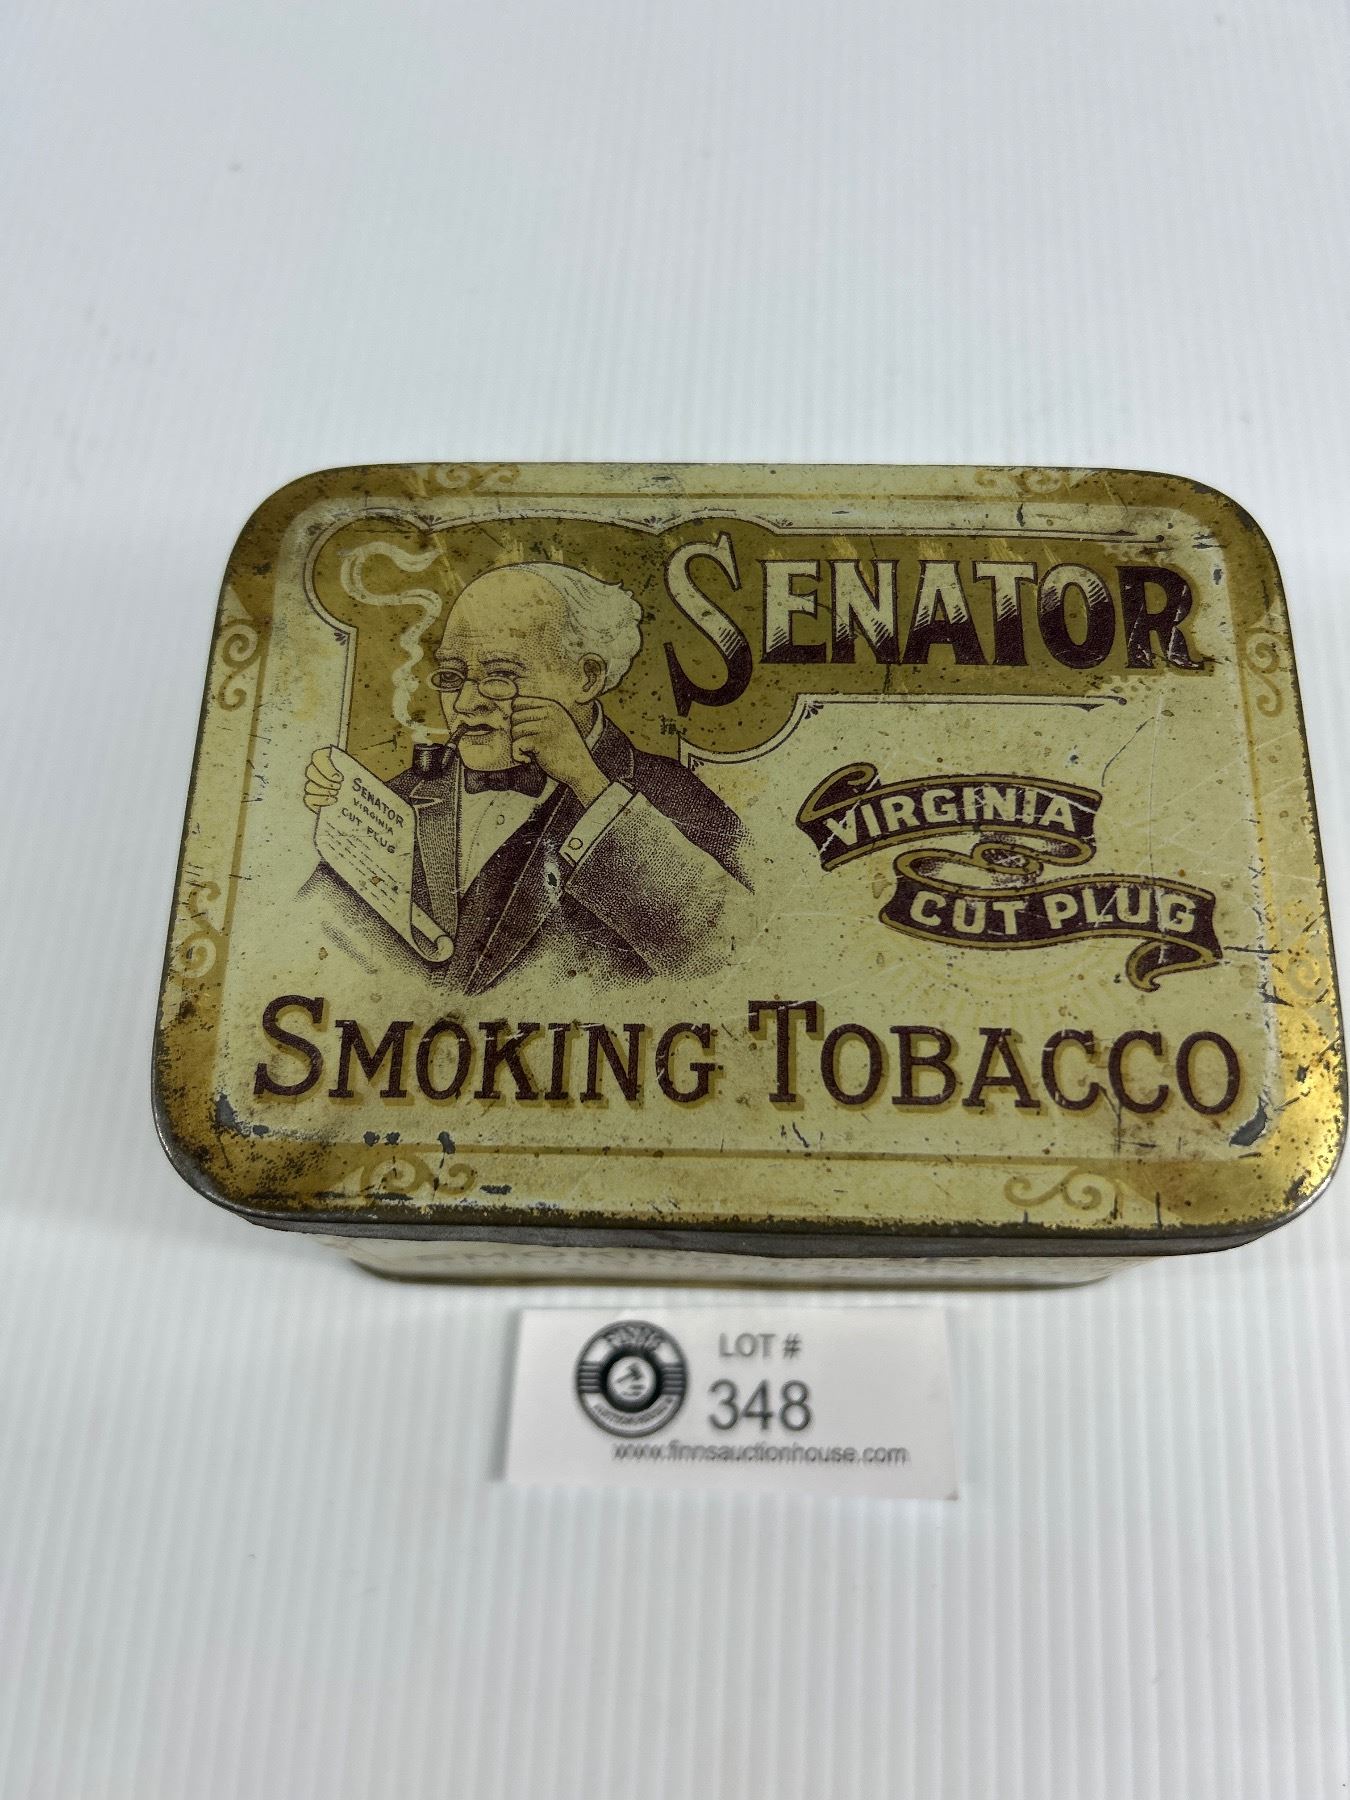 SENATOR
VIRGINIA
CUT PLUG
SENATOR
VIRGINIA
CUT PLUG
SMOKING TOBACCO
LOT #
348
www.finnsauctionhouse.com